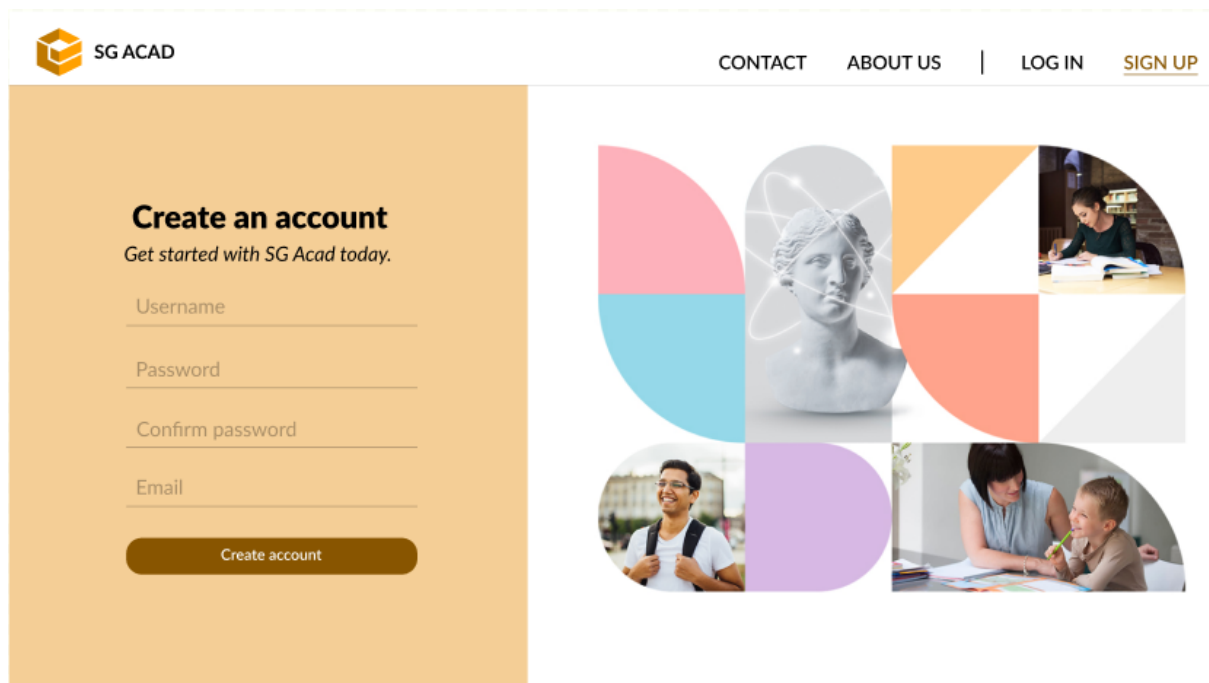 SG ACAD
CONTACT ABOUT US | LOG IN SIGN UP
Create an account
Get started with SG Acad today.
Username
Password
Confirm password
Email
Create account